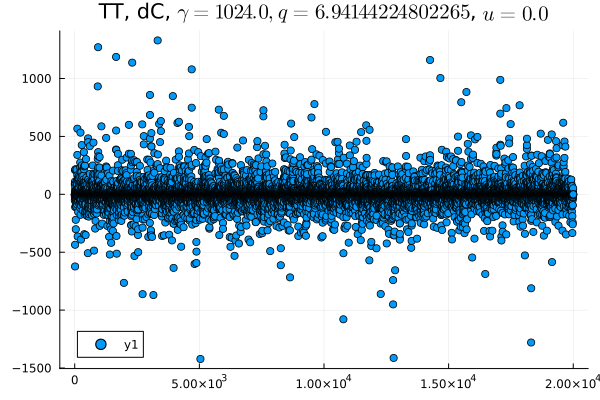 TT, dC, γ = 1024.0, q = 6.94144224802265, u = 0.0
1000
500
0
−500
−1000
−1500
y1
0 5.00×10³ 1.00×10⁴ 1.50×10⁴ 2.00×10⁴